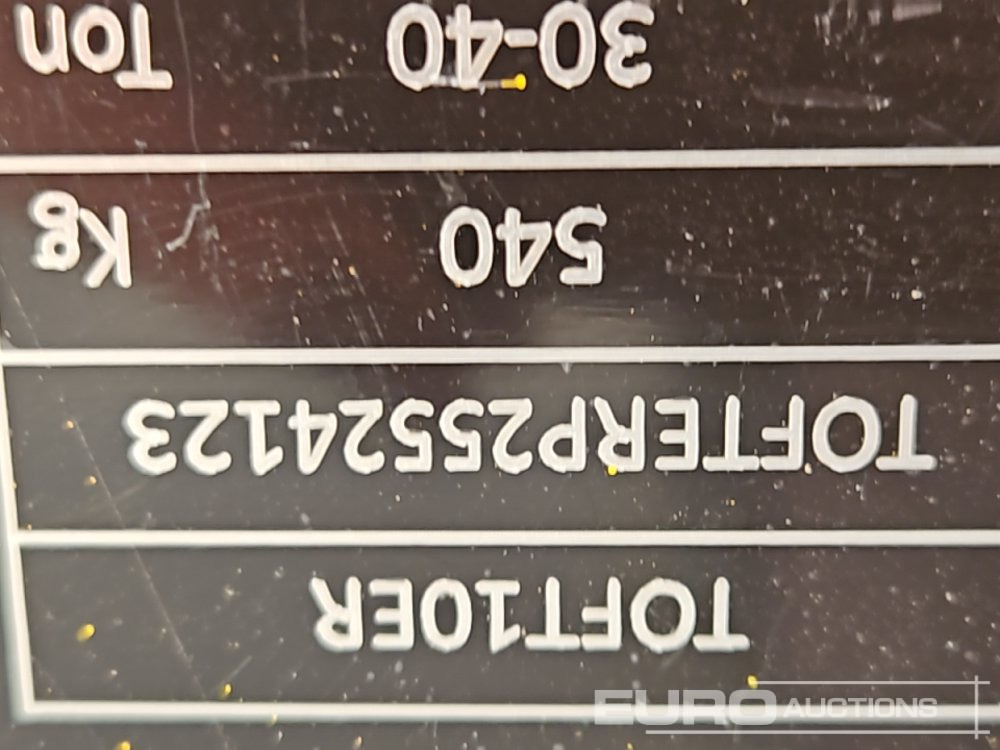 TOFT10ER
TOFTERP25524123
540 Kg
30-40 Ton
EURO AUCTIONS